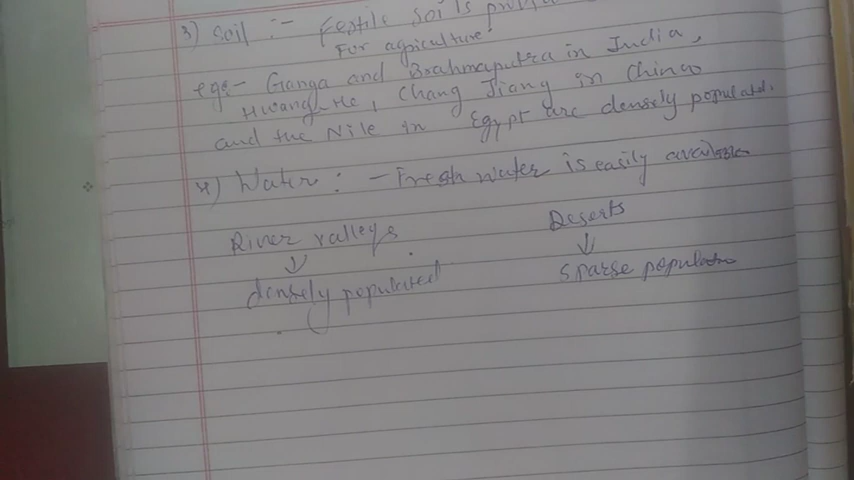 3) Soil :- Fertile Soils
For agriculture.
eg:- Ganga and Brahmaputra in India,
Hwang-He, Chang Jiang in China
and the Nile in Egypt are densely populated.
4) Water : - Fresh water is easily available
River valleys
↓
densely populated
Deserts
↓
sparse population